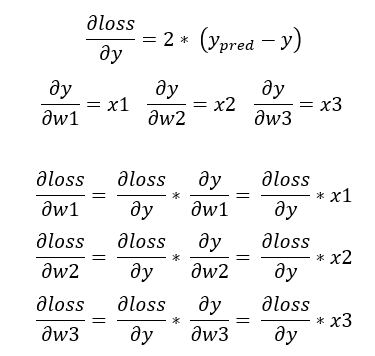 ∂loss/∂y = 2 * (y_pred − y)
∂y/∂w1 = x1 ∂y/∂w2 = x2 ∂y/∂w3 = x3
∂loss/∂w1 = ∂loss/∂y * ∂y/∂w1 = ∂loss/∂y * x1
∂loss/∂w2 = ∂loss/∂y * ∂y/∂w2 = ∂loss/∂y * x2
∂loss/∂w3 = ∂loss/∂y * ∂y/∂w3 = ∂loss/∂y * x3